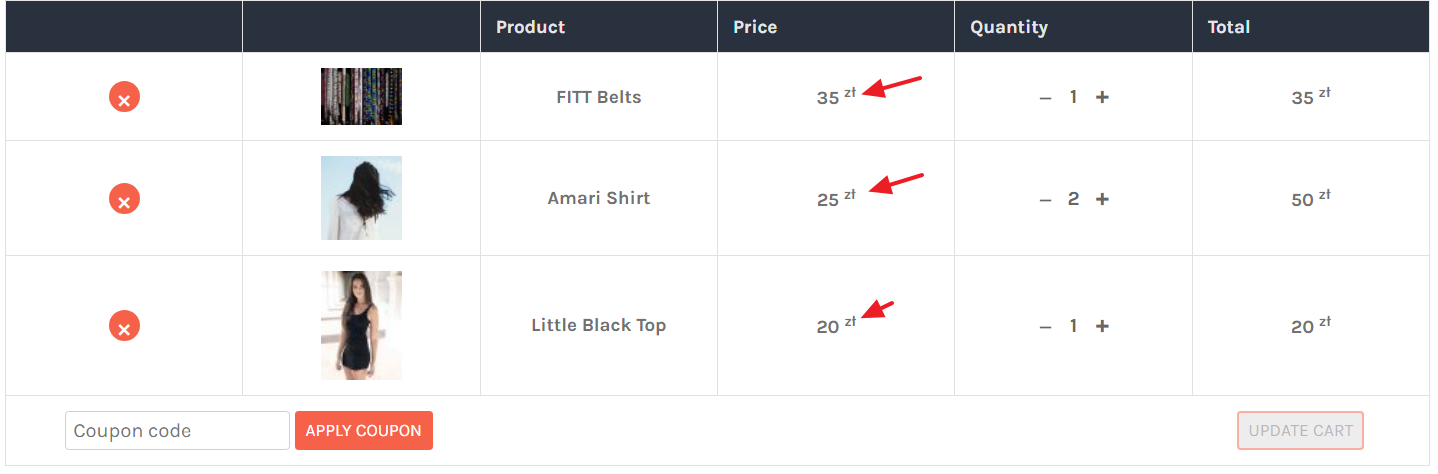 Product Price Quantity Total
× FITT Belts 35 zł – 1 + 35 zł
× Amari Shirt 25 zł – 2 + 50 zł
× Little Black Top 20 zł – 1 + 20 zł
Coupon code APPLY COUPON UPDATE CART